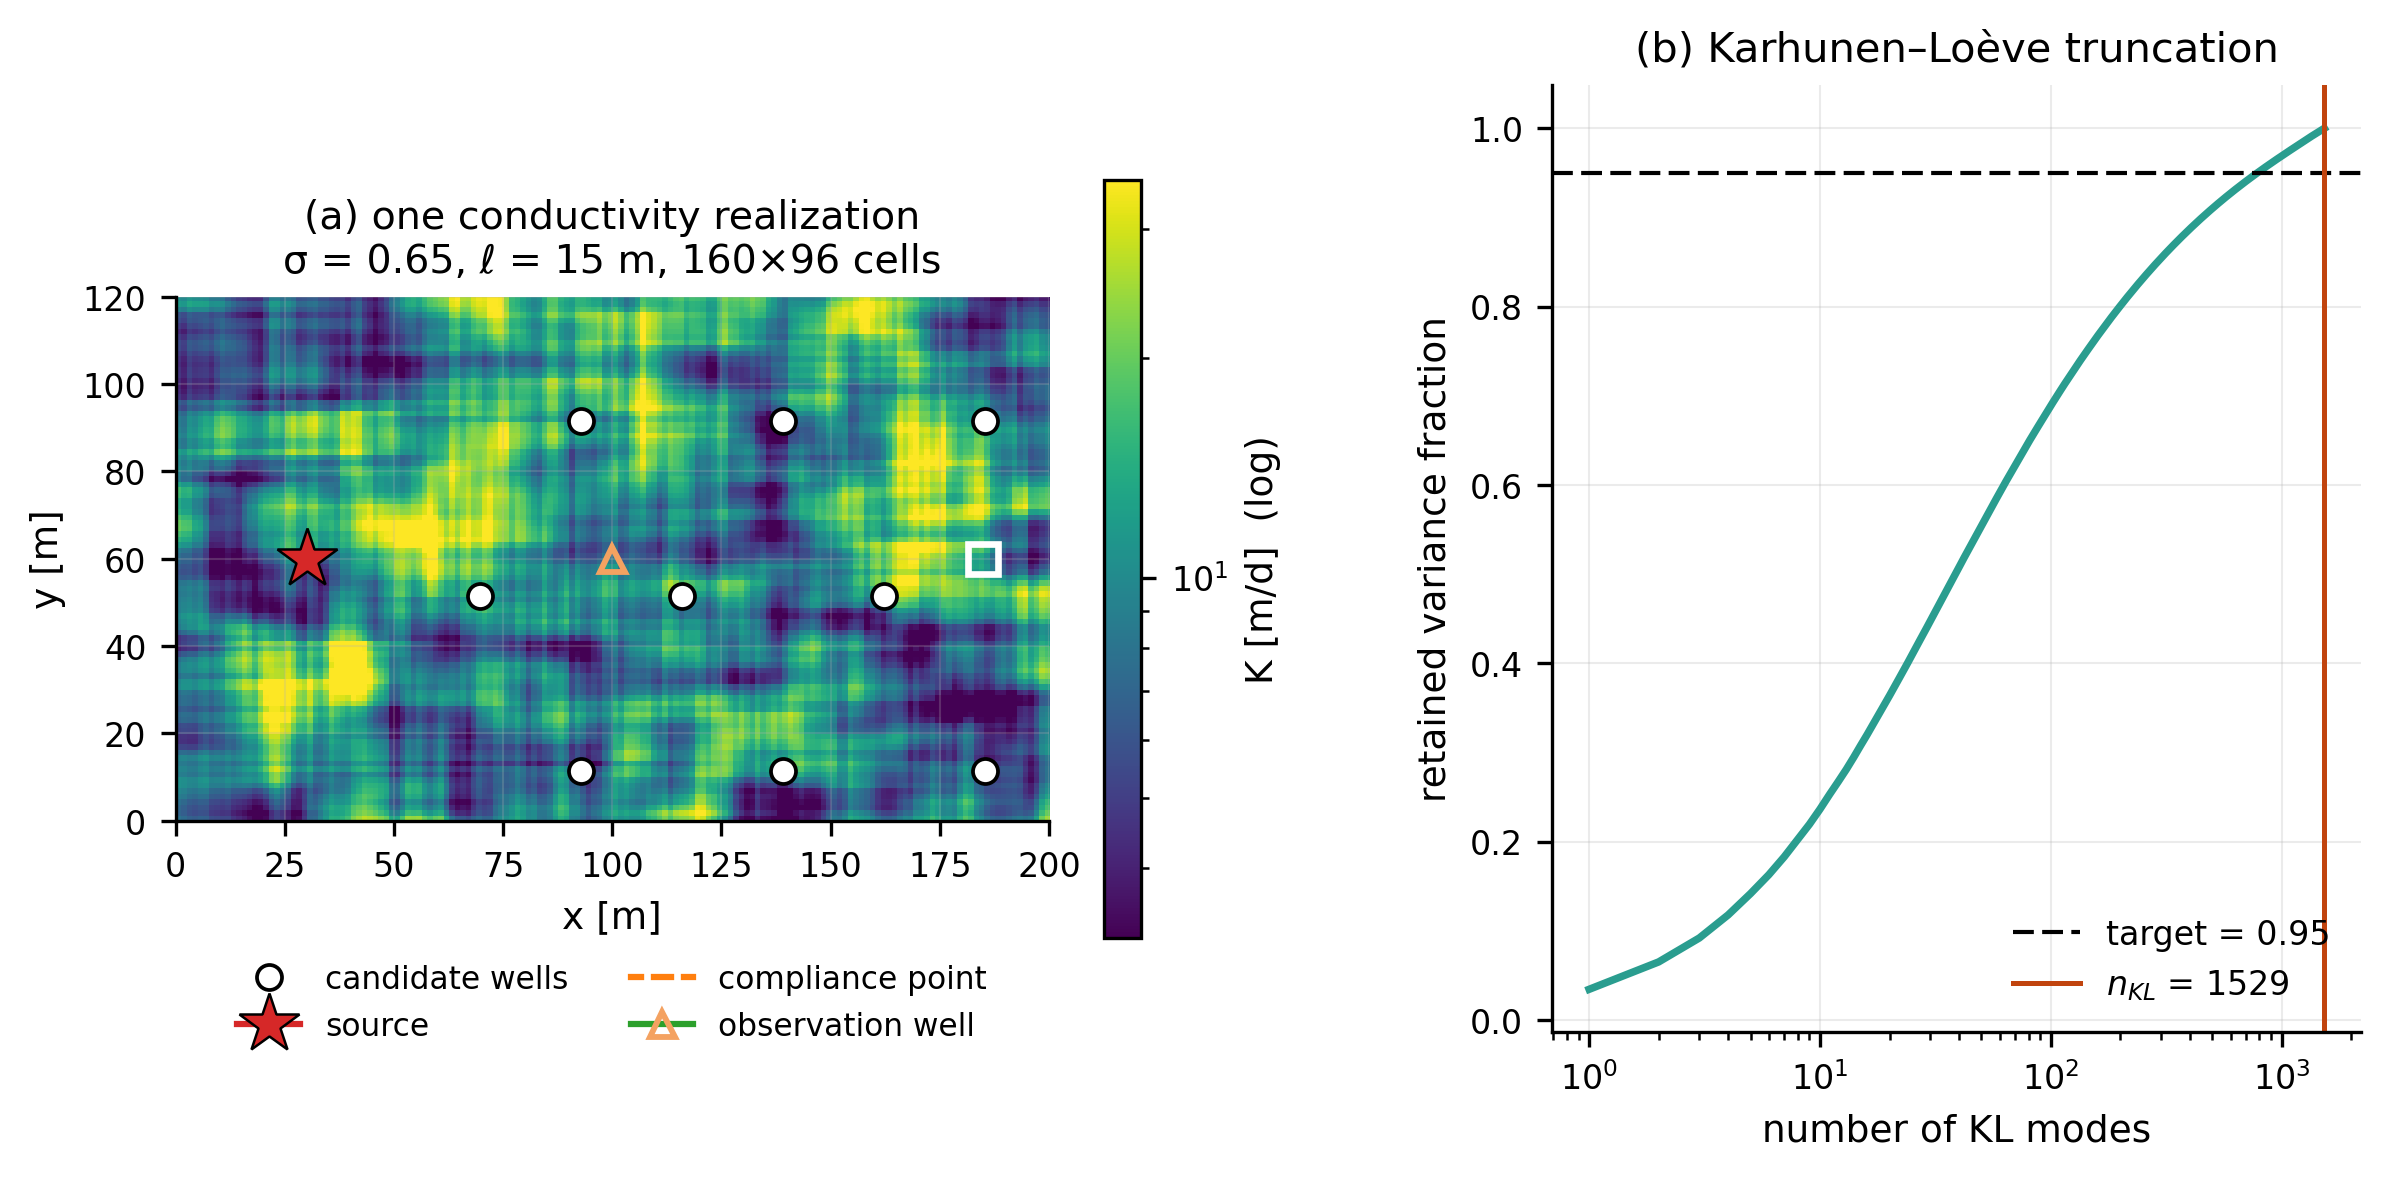 (a) one conductivity realization
σ = 0.65, ℓ = 15 m, 160×96 cells
120
100
80
60
40
20
0
y [m]
0 25 50 75 100 125 150 175 200
x [m]
candidate wells
source
compliance point
observation well
10¹
K [m/d] (log)
(b) Karhunen–Loève truncation
1.0
0.8
0.6
0.4
0.2
0.0
retained variance fraction
target = 0.95
n_{KL} = 1529
10⁰ 10¹ 10² 10³
number of KL modes